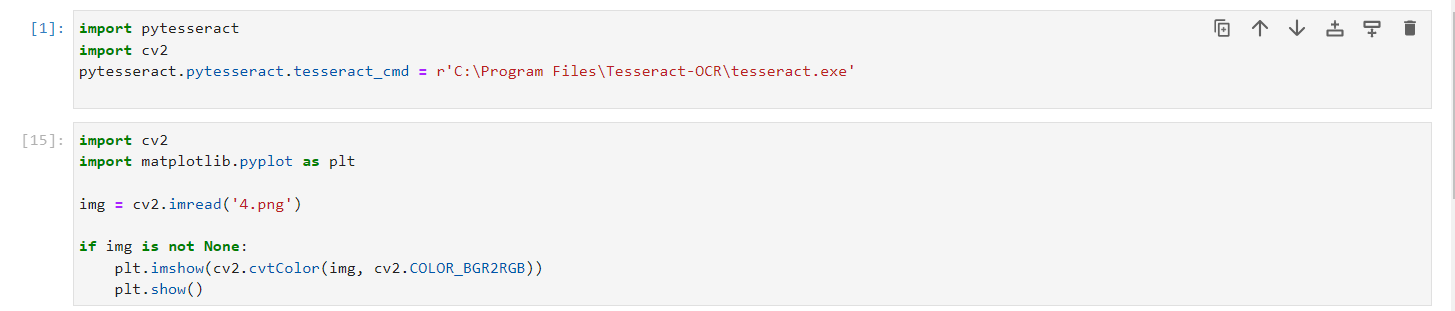 [1]: import pytesseract
import cv2
pytesseract.pytesseract.tesseract_cmd = r'C:\Program Files\Tesseract-OCR\tesseract.exe'
[15]: import cv2
import matplotlib.pyplot as plt
img = cv2.imread('4.png')
if img is not None:
    plt.imshow(cv2.cvtColor(img, cv2.COLOR_BGR2RGB))
    plt.show()